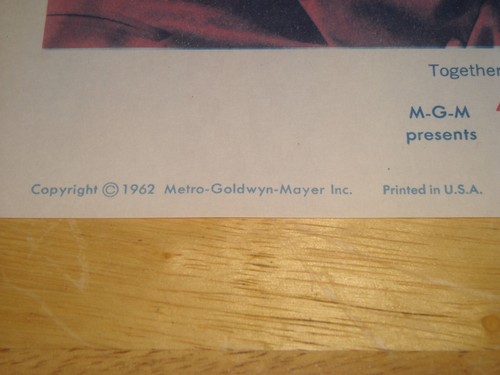 Together
M-G-M
presents
Copyright © 1962 Metro-Goldwyn-Mayer Inc. Printed in U.S.A.